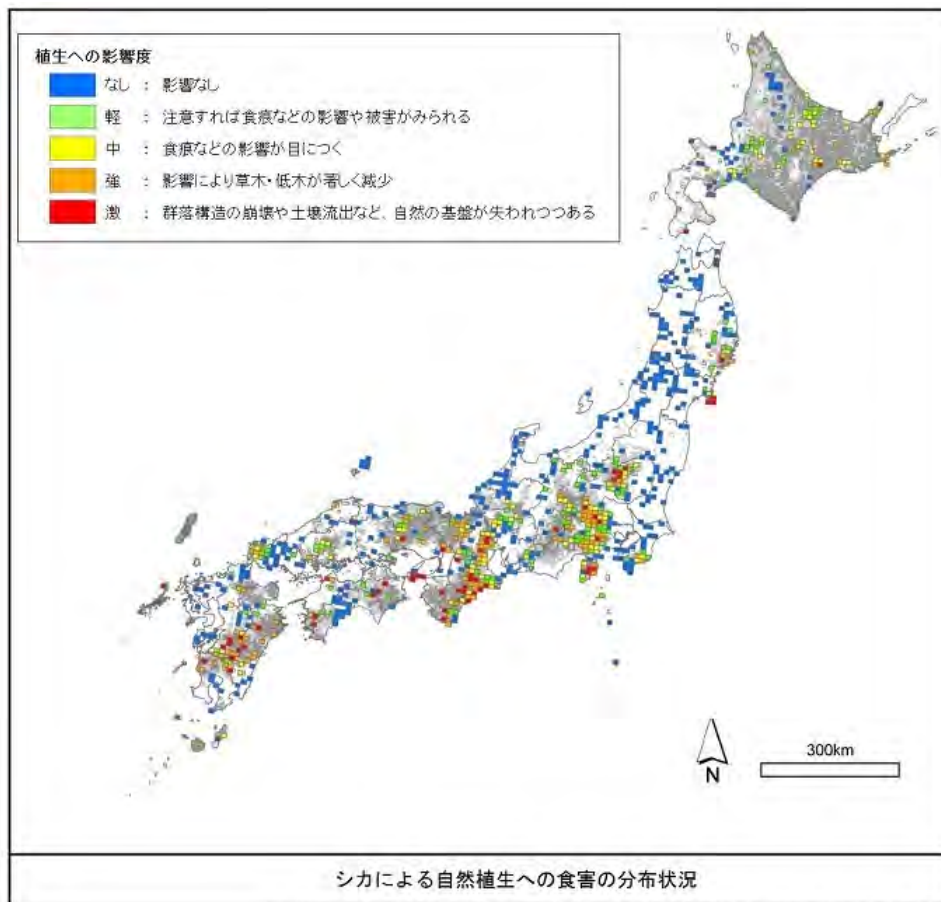 植生への影響度
なし : 影響なし
軽 : 注意すれば食痕などの影響や被害がみられる
中 : 食痕などの影響が目につく
強 : 影響により草木・低木が著しく減少
激 : 群落構造の崩壊や土壌流出など、自然の基盤が失われつつある
300km
N
シカによる自然植生への食害の分布状況